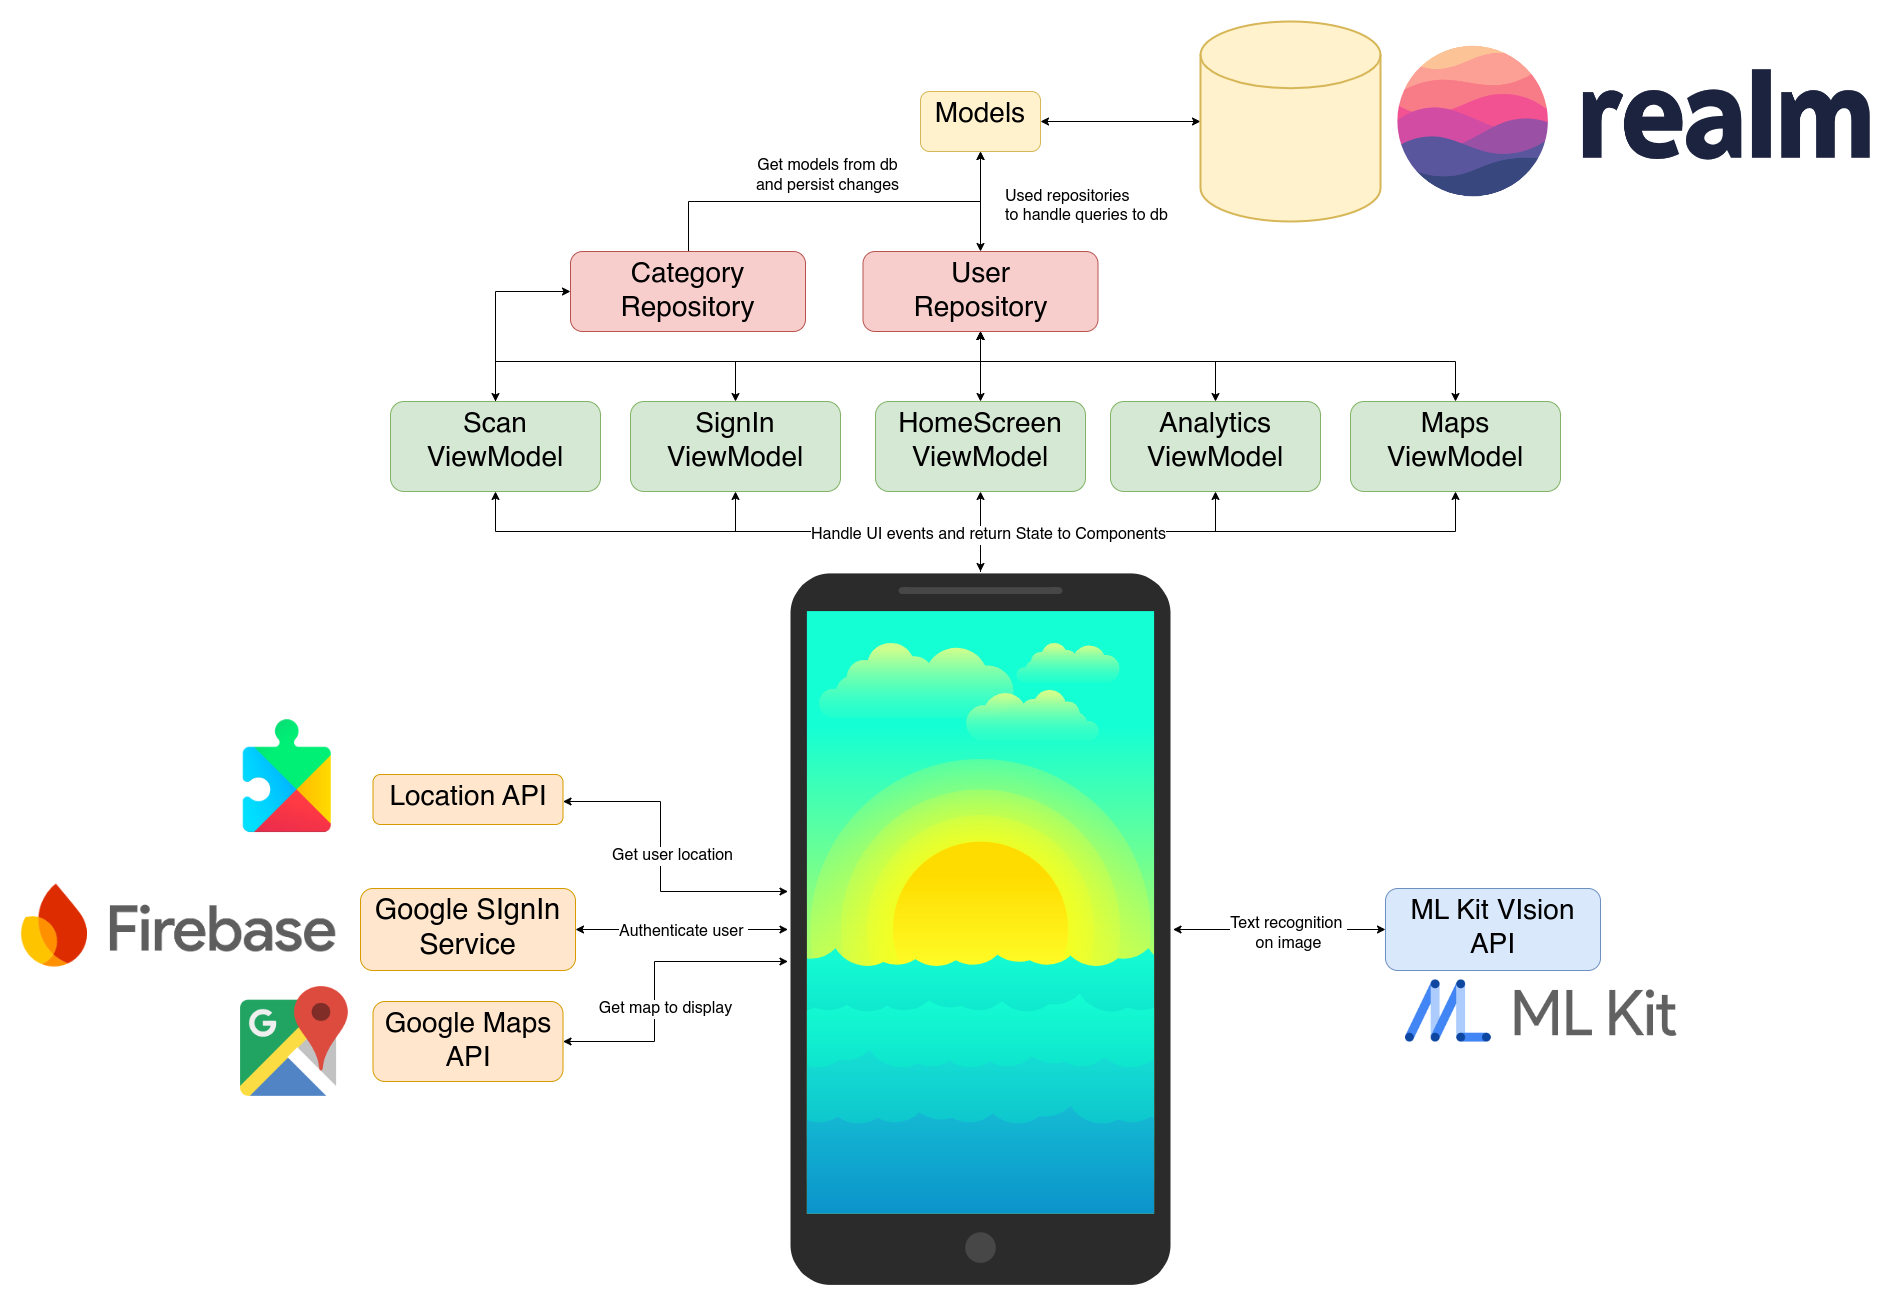 Models
realm
Get models from db
and persist changes
Used repositories
to handle queries to db
Category
Repository
User
Repository
Scan
ViewModel
SignIn
ViewModel
HomeScreen
ViewModel
Analytics
ViewModel
Maps
ViewModel
Handle UI events and return State to Components
Location API
Get user location
Firebase
Google SIgnIn
Service
Authenticate user
Text recognition
on image
ML Kit VIsion
API
G
Google Maps
API
Get map to display
ML Kit